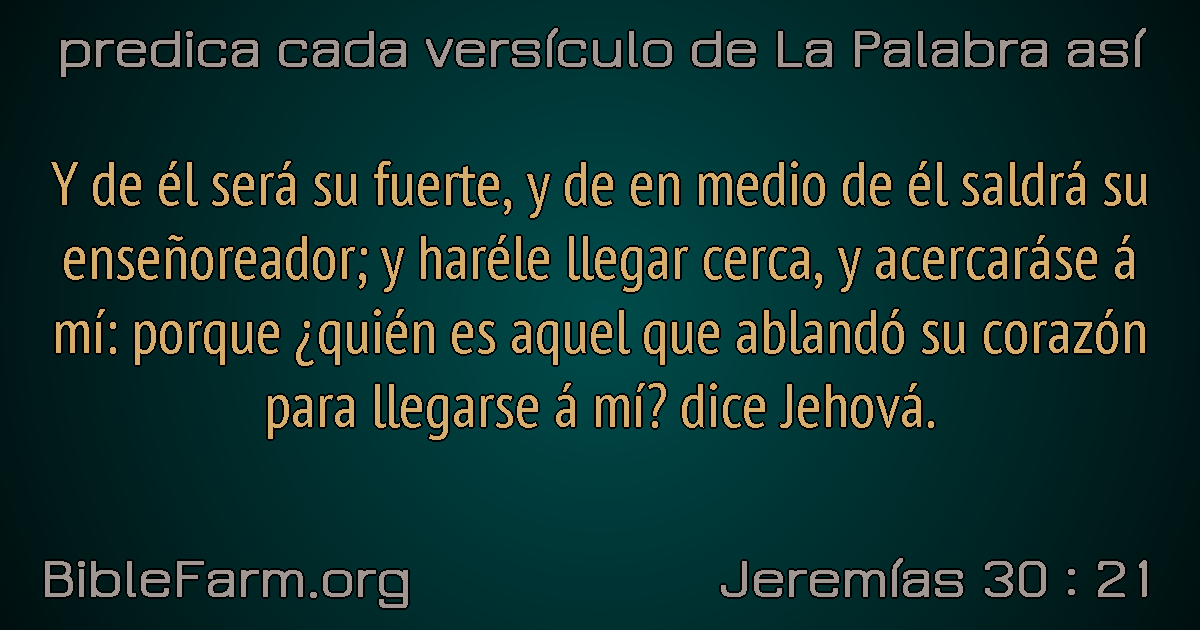 predica cada versículo de La Palabra así
Y de él será su fuerte, y de en medio de él saldrá su
enseñoreador; y haréle llegar cerca, y acercaráse á
mí: porque ¿quién es aquel que ablandó su corazón
para llegarse á mí? dice Jehová.
BibleFarm.org
Jeremías 30 : 21